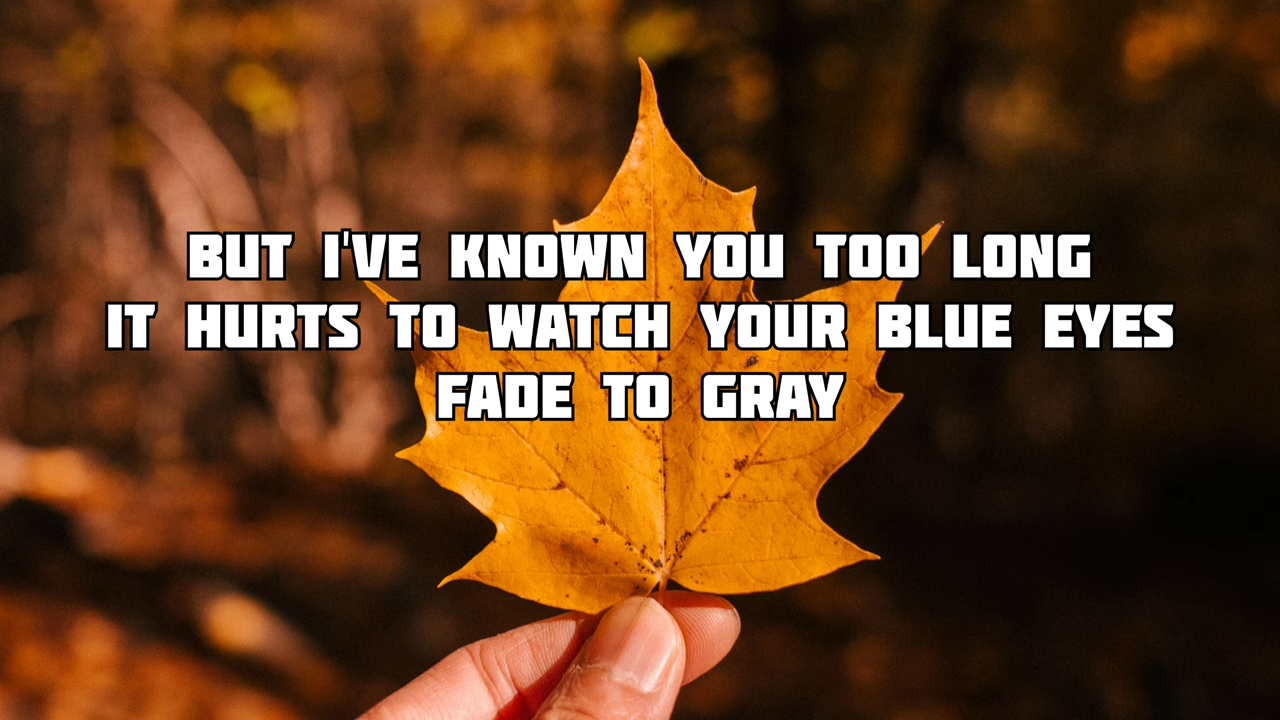 BUT I'VE KNOWN YOU TOO LONG
IT HURTS TO WATCH YOUR BLUE EYES
FADE TO GRAY